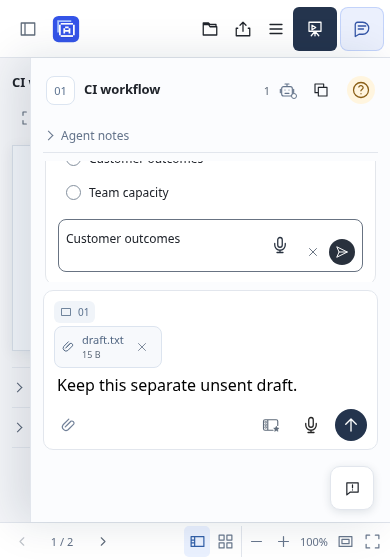 CI
01 CI workflow 1
Agent notes
Customer outcomes
Team capacity
Customer outcomes
01
draft.txt
15 B
Keep this separate unsent draft.
1 / 2
100%